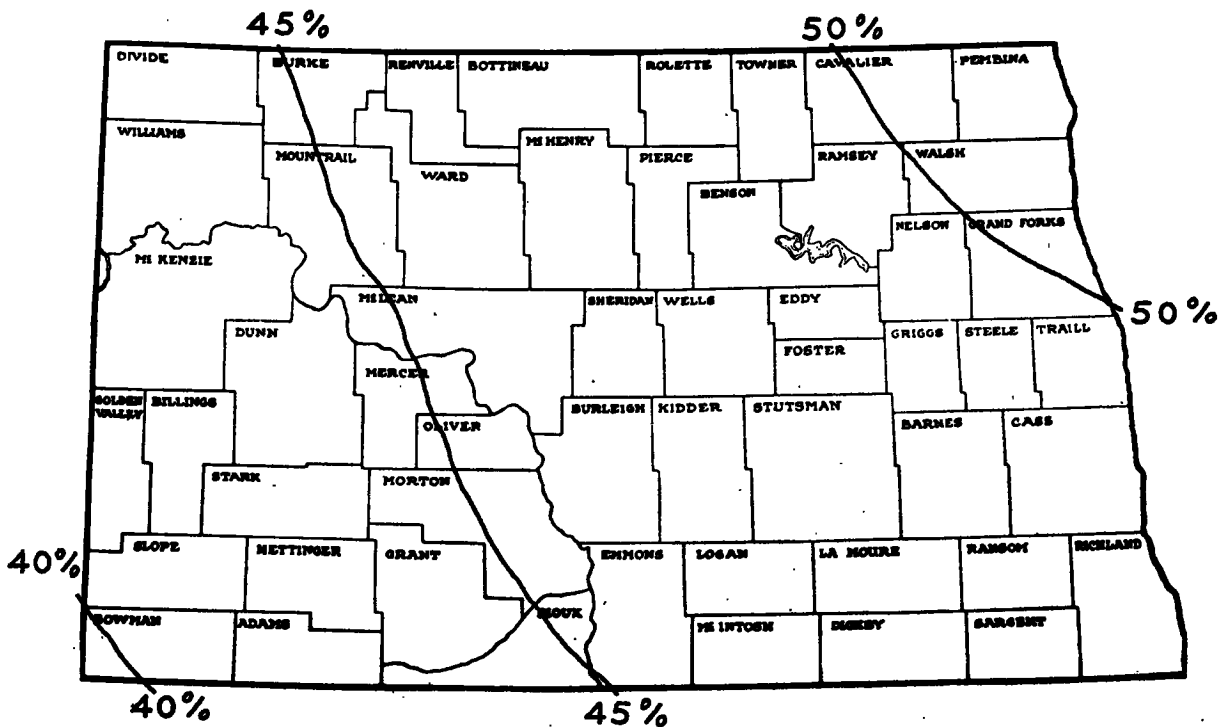 45%
50%
DIVIDE
BURKE
RENVILLE
BOTTINEAU
ROLETTE
TOWNER
CAVALIER
PEMBINA
WILLIAMS
MOUNTRAIL
WARD
McHENRY
PIERCE
BENSON
RAMSEY
WALSH
NELSON
GRAND FORKS
McKENZIE
McLEAN
SHERIDAN
WELLS
EDDY
50%
DUNN
MERCER
FOSTER
GRIGGS
STEELE
TRAILL
GOLDEN
VALLEY
BILLINGS
OLIVER
BURLEIGH
KIDDER
STUTSMAN
BARNES
CASS
STARK
MORTON
40%
SLOPE
HETTINGER
GRANT
EMMONS
LOGAN
LA MOURE
RANSOM
RICHLAND
BOWMAN
ADAMS
SIOUX
McINTOSH
DICKEY
SARGENT
40%
45%